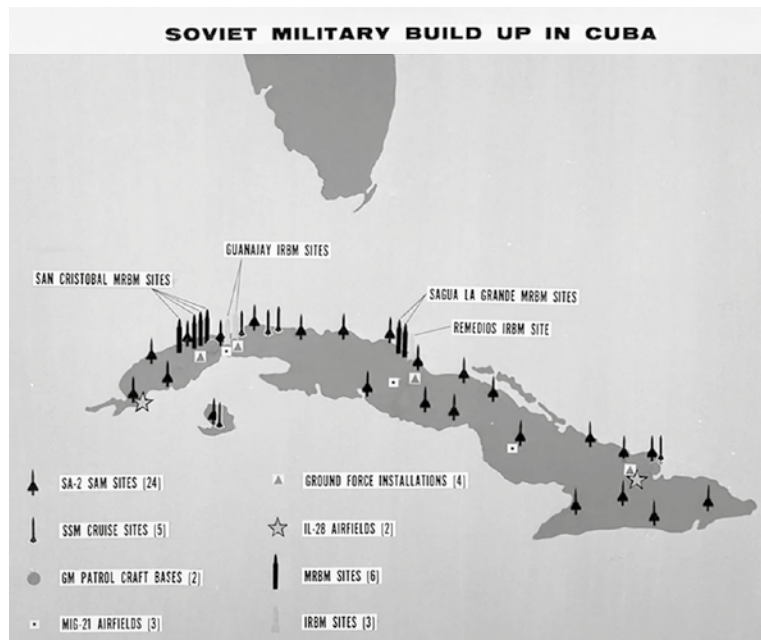 SOVIET MILITARY BUILD UP IN CUBA
GUANAJAY IRBM SITES
SAN CRISTOBAL MRBM SITES
SAGUA LA GRANDE MRBM SITES
REMEDIOS IRBM SITE
SA-2 SAM SITES (24)
GROUND FORCE INSTALLATIONS (4)
SSM CRUISE SITES (5)
IL-28 AIRFIELDS (2)
GM PATROL CRAFT BASES (2)
MRBM SITES (6)
MIG-21 AIRFIELDS (3)
IRBM SITES (3)